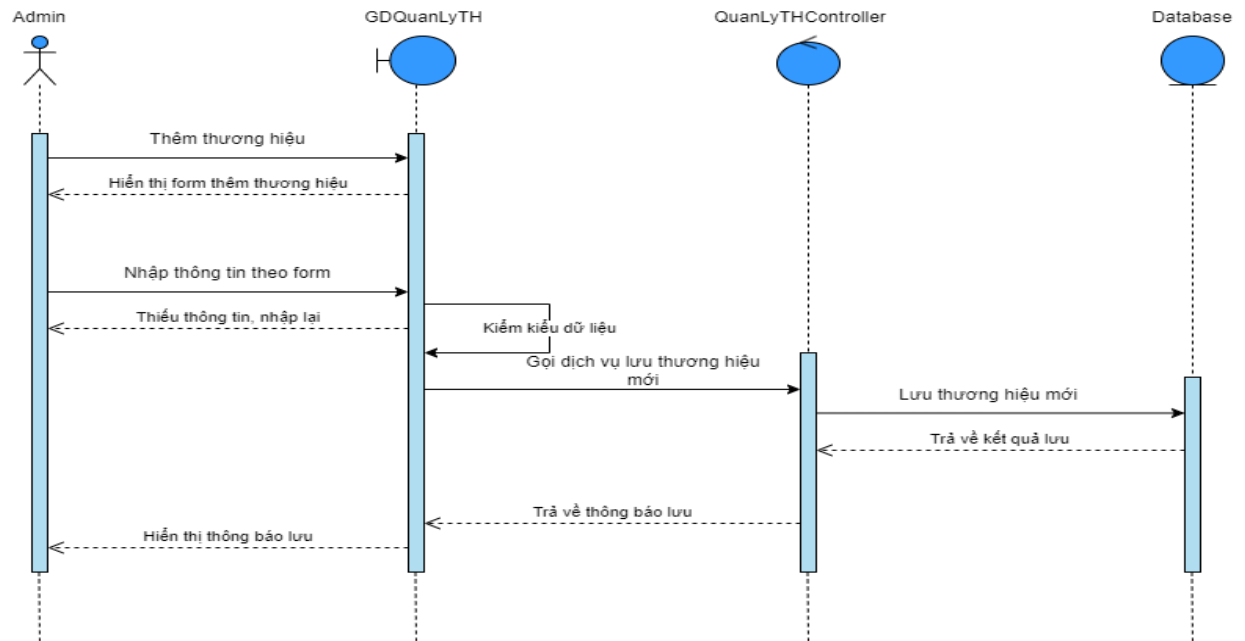 Admin
GDQuanLyTH
QuanLyTHController
Database
Thêm thương hiệu
Hiển thị form thêm thương hiệu
Nhập thông tin theo form
Thiếu thông tin, nhập lại
Kiểm kiểu dữ liệu
Gọi dịch vụ lưu thương hiệu
mới
Lưu thương hiệu mới
Trả về kết quả lưu
Trả về thông báo lưu
Hiển thị thông báo lưu